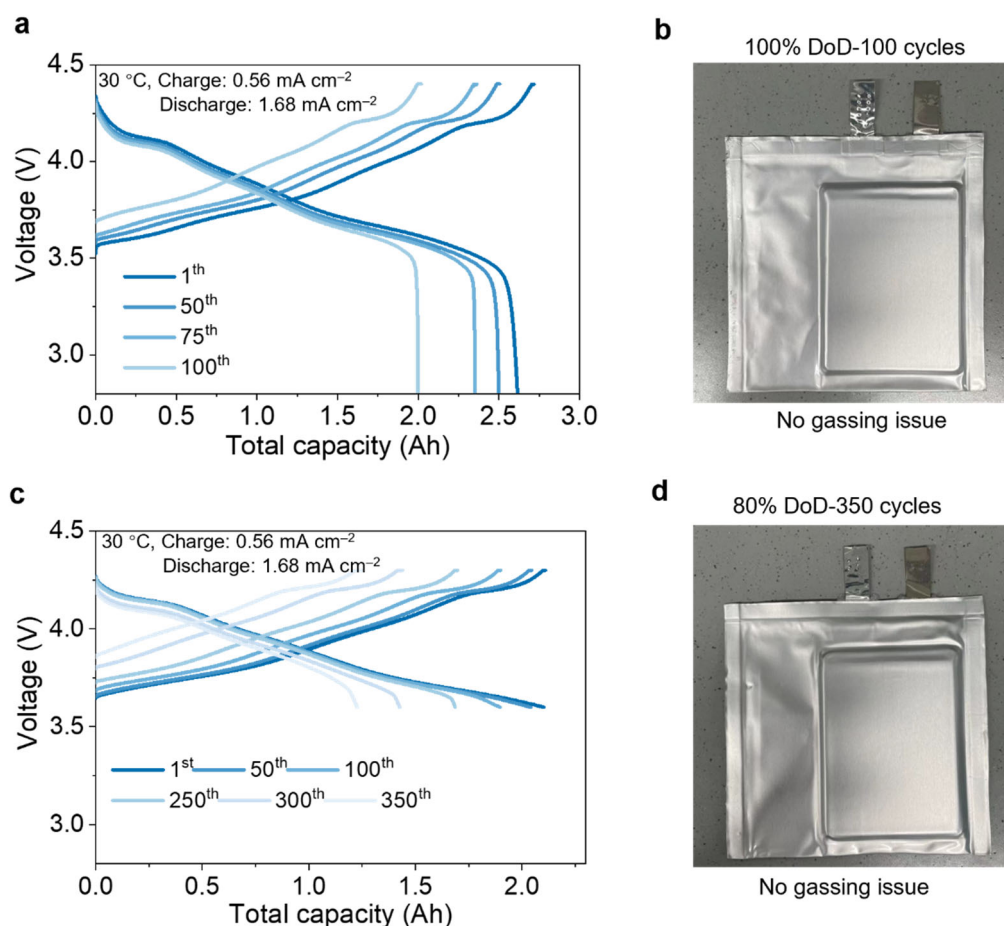 a
4.5
4.0
3.5
3.0
Voltage (V)
30 °C, Charge: 0.56 mA cm⁻²
Discharge: 1.68 mA cm⁻²
1ᵗʰ
50ᵗʰ
75ᵗʰ
100ᵗʰ
0.0 0.5 1.0 1.5 2.0 2.5 3.0
Total capacity (Ah)
b
100% DoD-100 cycles
No gassing issue
c
4.5
4.0
3.5
3.0
Voltage (V)
30 °C, Charge: 0.56 mA cm⁻²
Discharge: 1.68 mA cm⁻²
1ˢᵗ 50ᵗʰ 100ᵗʰ
250ᵗʰ 300ᵗʰ 350ᵗʰ
0.0 0.5 1.0 1.5 2.0
Total capacity (Ah)
d
80% DoD-350 cycles
No gassing issue